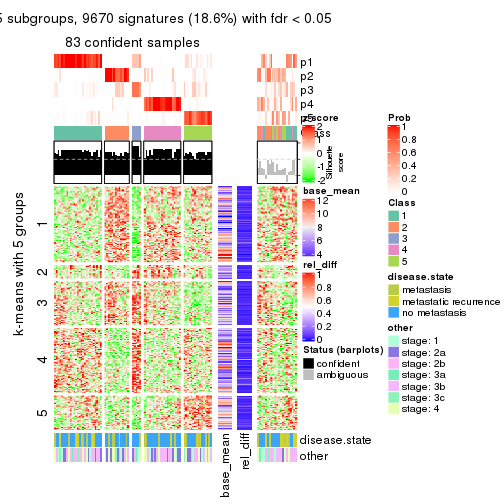 5 subgroups, 9670 signatures (18.6%) with fdr < 0.05
83 confident samples
p1
p2
p3
p4
p5
Class
Silhouette
score
k-means with 5 groups
1
2
3
4
5
z-score
2
1
0
-1
-2
base_mean
12
10
8
6
4
rel_diff
1
0.8
0.6
0.4
0.2
0
Status (barplots)
confident
ambiguous
disease.state
other
base_mean
rel_diff
Prob
1
0.8
0.6
0.4
0.2
0
Class
1
2
3
4
5
disease.state
metastasis
metastatic recurrence
no metastasis
other
stage: 1
stage: 2a
stage: 2b
stage: 3a
stage: 3b
stage: 3c
stage: 4